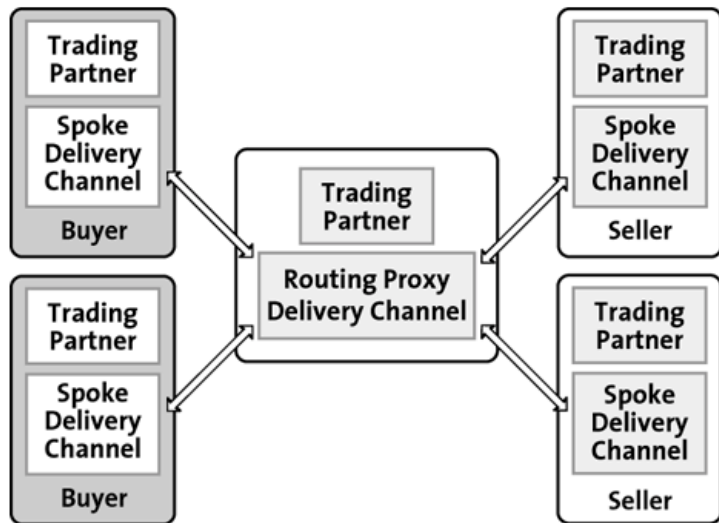 Trading
Partner
Spoke
Delivery
Channel
Buyer
Trading
Partner
Spoke
Delivery
Channel
Buyer
Trading
Partner
Routing Proxy
Delivery Channel
Trading
Partner
Spoke
Delivery
Channel
Seller
Trading
Partner
Spoke
Delivery
Channel
Seller